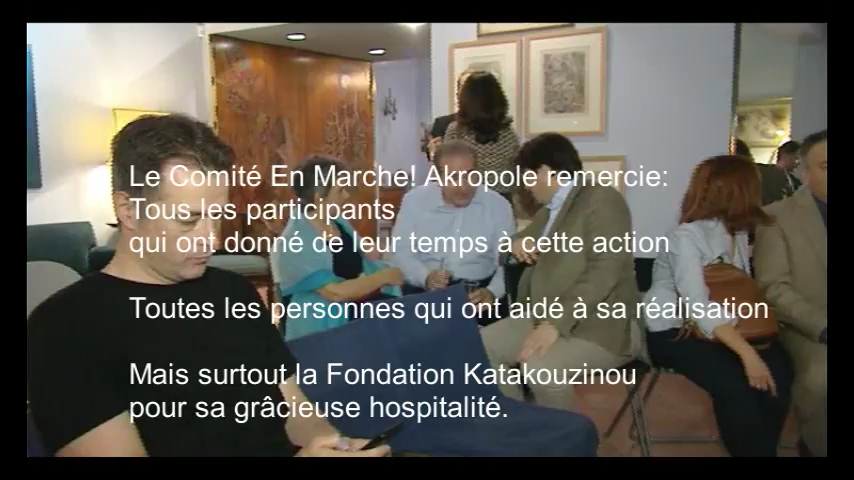 Le Comité En Marche! Akropole remercie:
Tous les participants
qui ont donné de leur temps à cette action
Toutes les personnes qui ont aidé à sa réalisation
Mais surtout la Fondation Katakouzinou
pour sa grâcieuse hospitalité.